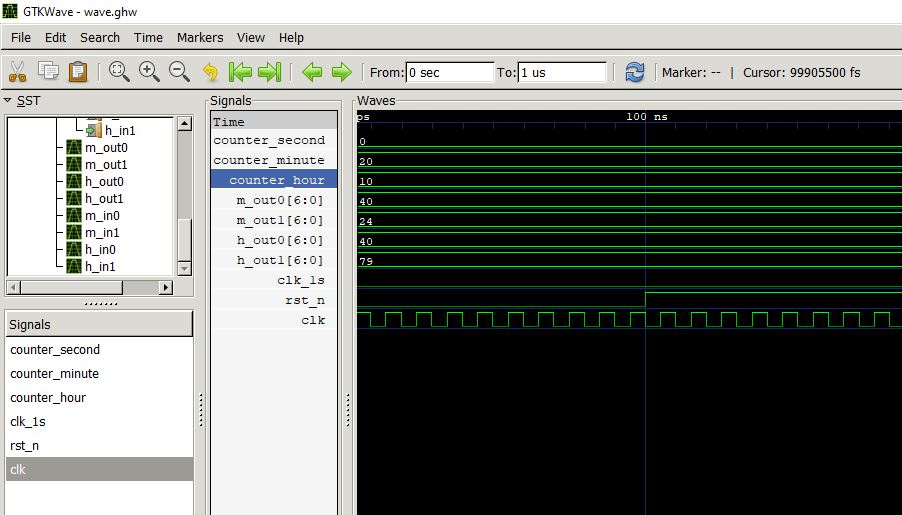 GTKWave - wave.ghw
File Edit Search Time Markers View Help
From: 0 sec To: 1 us Marker: -- | Cursor: 99905500 fs
SST
h_in1
m_out0
m_out1
h_out0
h_out1
m_in0
m_in1
h_in0
h_in1
Signals
counter_second
counter_minute
counter_hour
clk_1s
rst_n
clk
Signals
Time
counter_second
counter_minute
counter_hour
m_out0[6:0]
m_out1[6:0]
h_out0[6:0]
h_out1[6:0]
clk_1s
rst_n
clk
Waves
ps 100 ns
0
20
10
40
24
40
79